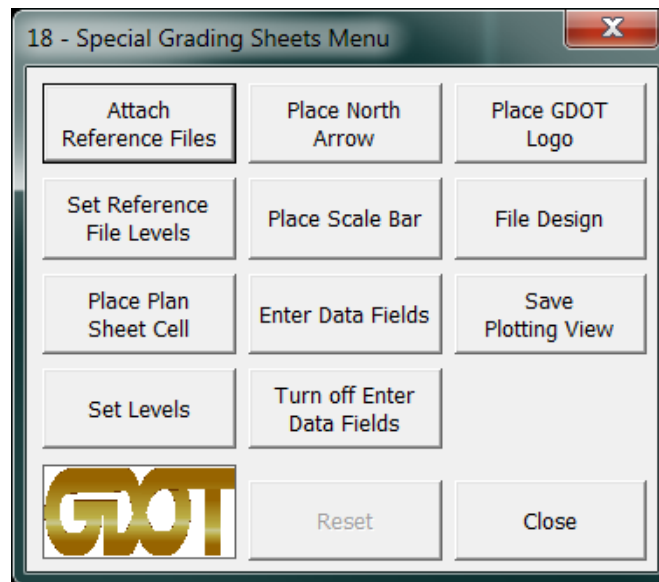 18 - Special Grading Sheets Menu
Attach
Reference Files
Place North
Arrow
Place GDOT
Logo
Set Reference
File Levels
Place Scale Bar
File Design
Place Plan
Sheet Cell
Enter Data Fields
Save
Plotting View
Set Levels
Turn off Enter
Data Fields
GDOT
Reset
Close